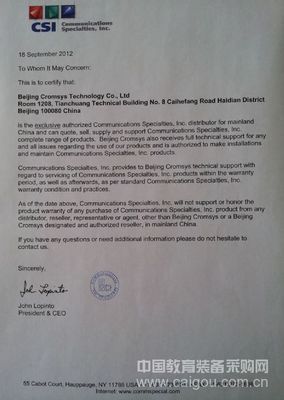 CSI Communications
Specialties, Inc.
18 September 2012
To Whom It May Concern:
This is to certify that:
Beijing Cromsys Technology Co., Ltd
Room 1208, Tianchuang Technical Building No. 8 Caihefang Road Haidian District
Beijing 100080 China
is the exclusive authorized Communications Specialties, Inc. distributor for mainland
China and can quote, sell, supply and support Communications Specialties, Inc.
complete range of products. Beijing Cromsys also receives full technical support for any
and all issues regarding the use of our products and is authorized to make installations
and maintain Communications Specialties, Inc. products.
Communications Specialties, Inc. provides to Beijing Cromsys technical support with
regard to servicing of Communications Specialties, Inc. products within the warranty
period, as well as afterwards, as per standard Communications Specialties, Inc.
warranty condition and practices.
As of the date above, Communications Specialties, Inc. will not support or honor the
product warranty of any purchase of Communications Specialties, Inc. product from any
distributor, reseller, representative or agent, other than Beijing Cromsys or a Beijing
Cromsys designated and authorized reseller, in mainland China.
If you have any questions or need additional information please do not hesitate to
contact us.
Sincerely,
John Lopinto
John Lopinto
President & CEO
中国教育装备采购网
55 Cabot Court, Hauppauge, NY 11788 USA
www.caigou.com.cn
Internet: www.commspecial.com